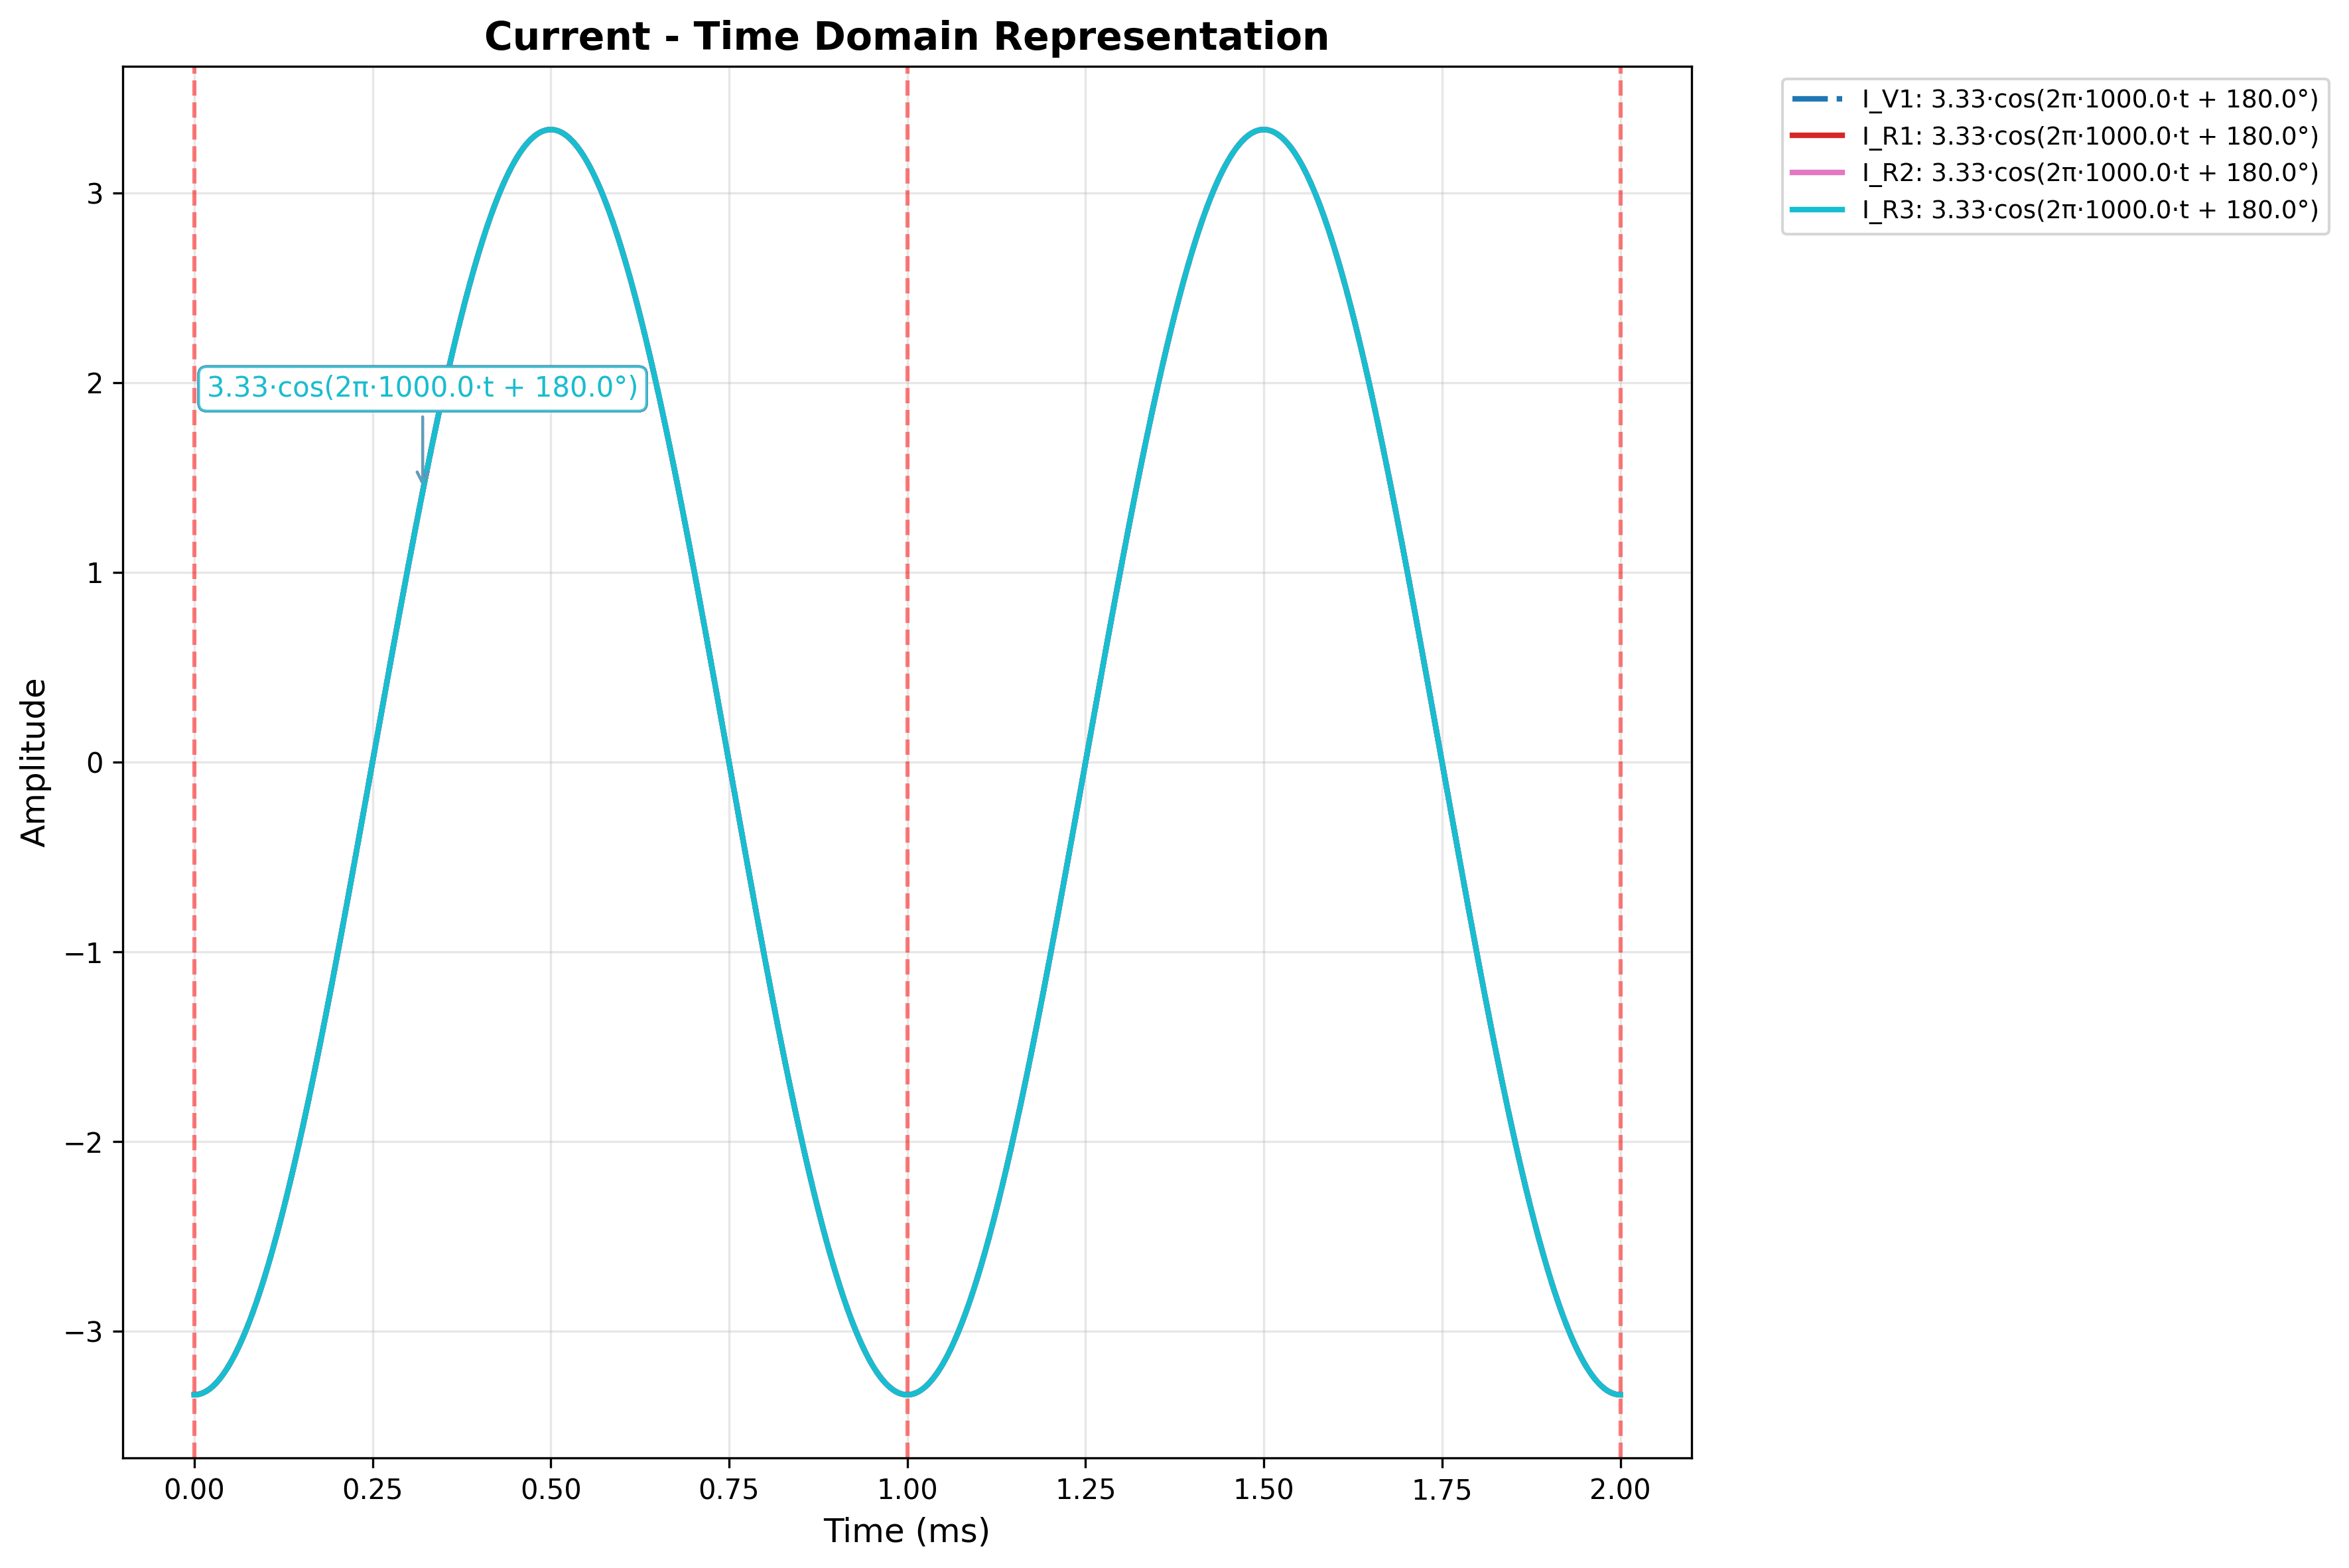 Current - Time Domain Representation
I_V1: 3.33·cos(2π·1000.0·t + 180.0°)
I_R1: 3.33·cos(2π·1000.0·t + 180.0°)
I_R2: 3.33·cos(2π·1000.0·t + 180.0°)
I_R3: 3.33·cos(2π·1000.0·t + 180.0°)
3
2
3.33·cos(2π·1000.0·t + 180.0°)
1
0
−1
−2
−3
Amplitude
0.00 0.25 0.50 0.75 1.00 1.25 1.50 1.75 2.00
Time (ms)